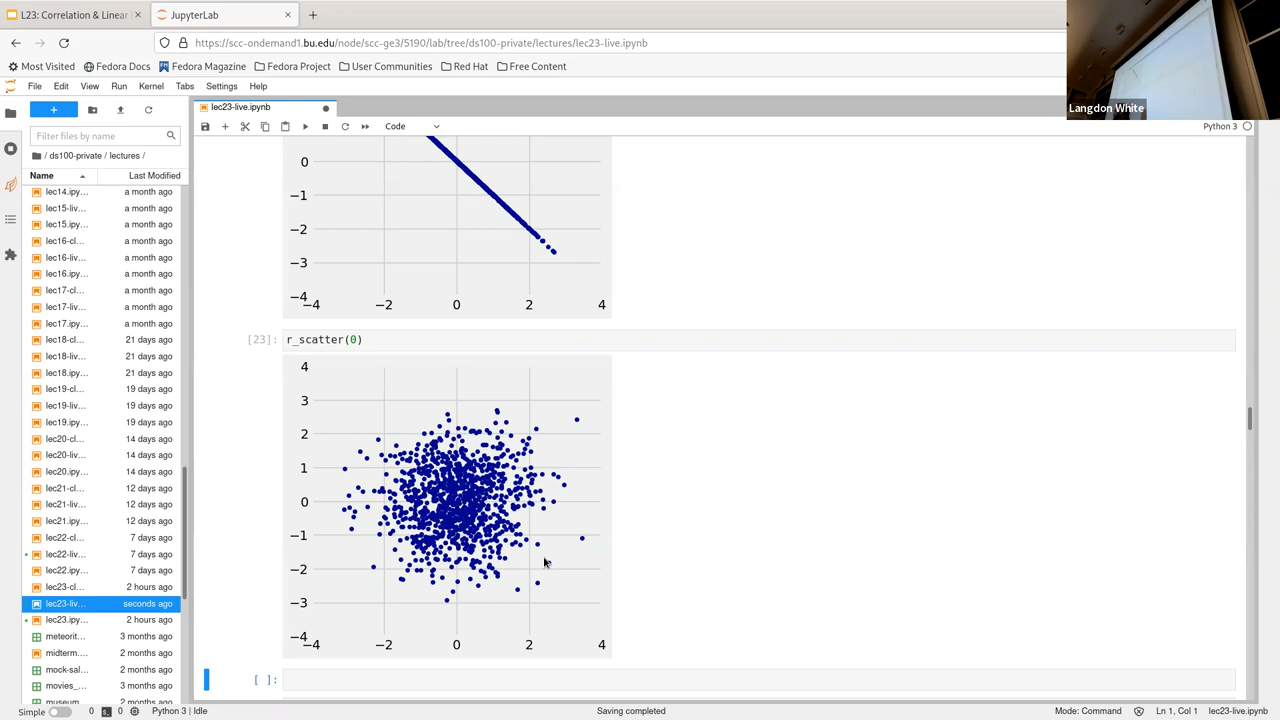 L23: Correlation & Linear
JupyterLab
https://scc-ondemand1.bu.edu/node/scc-ge3/5190/lab/tree/ds100-private/lectures/lec23-live.ipynb
Most Visited
Fedora Docs
Fedora Magazine
Fedora Project
User Communities
Red Hat
Free Content
Langdon White
File Edit View Run Kernel Tabs Settings Help
lec23-live.ipynb
Code
Python 3
Filter files by name
/ ds100-private / lectures /
Name Last Modified
lec14.ipy… a month ago
lec15-liv… a month ago
lec15.ipy… a month ago
lec16-cl… a month ago
lec16-liv… a month ago
lec16.ipy… a month ago
lec17-cl… a month ago
lec17-liv… a month ago
lec17.ipy… a month ago
lec18-cl… 21 days ago
lec18-liv… 21 days ago
lec18.ipy… 21 days ago
lec19-cl… 19 days ago
lec19-liv… 19 days ago
lec19.ipy… 19 days ago
lec20-cl… 14 days ago
lec20-liv… 14 days ago
lec20.ipy… 14 days ago
lec21-cl… 12 days ago
lec21-liv… 12 days ago
lec21.ipy… 12 days ago
lec22-cl… 7 days ago
lec22-liv… 7 days ago
lec22.ipy… 7 days ago
lec23-cl… 2 hours ago
lec23-liv… seconds ago
lec23.ipy… 2 hours ago
meteorit… 3 months ago
midterm.… 2 months ago
mock-sal… 2 months ago
movies_… 3 months ago
museum 2 months ago
0
−1
−2
−3
−4
−4 −2 0 2 4
[23]: r_scatter(0)
4
3
2
1
0
−1
−2
−3
−4
−4 −2 0 2 4
[ ]:
Simple 0 0 Python 3 | Idle Saving completed Mode: Command Ln 1, Col 1 lec23-live.ipynb